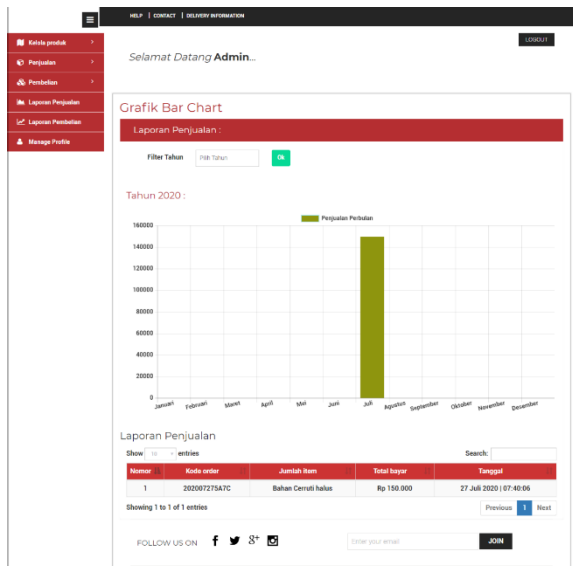 HELP | CONTACT | DELIVERY INFORMATION
LOGOUT
Kelola produk
Penjualan
Pembelian
Laporan Penjualan
Laporan Pembelian
Manage Profile
Selamat Datang Admin...
Grafik Bar Chart
Laporan Penjualan :
Filter Tahun Pilih Tahun Ok
Tahun 2020 :
Penjualan Perbulan
160000
140000
120000
100000
80000
60000
40000
20000
0
Januari Februari Maret April Mei Juni Juli Agustus September Oktober November Desember
Laporan Penjualan
Show 10 entries Search:
Nomor Kode order Jumlah Item Total bayar Tanggal
1 202007275A7C Bahan Cerruti halus Rp 150.000 27 Juli 2020 | 07:40:06
Showing 1 to 1 of 1 entries Previous 1 Next
FOLLOW US ON Enter your email JOIN